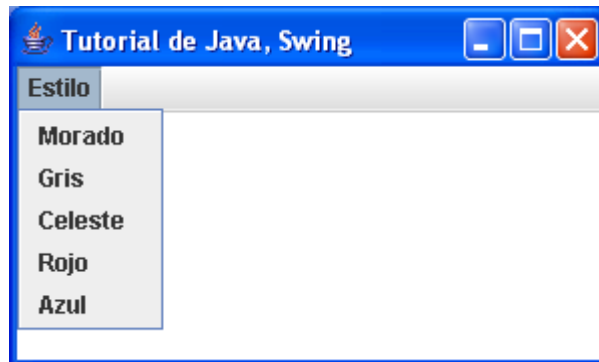 Tutorial de Java, Swing
Estilo
Morado
Gris
Celeste
Rojo
Azul